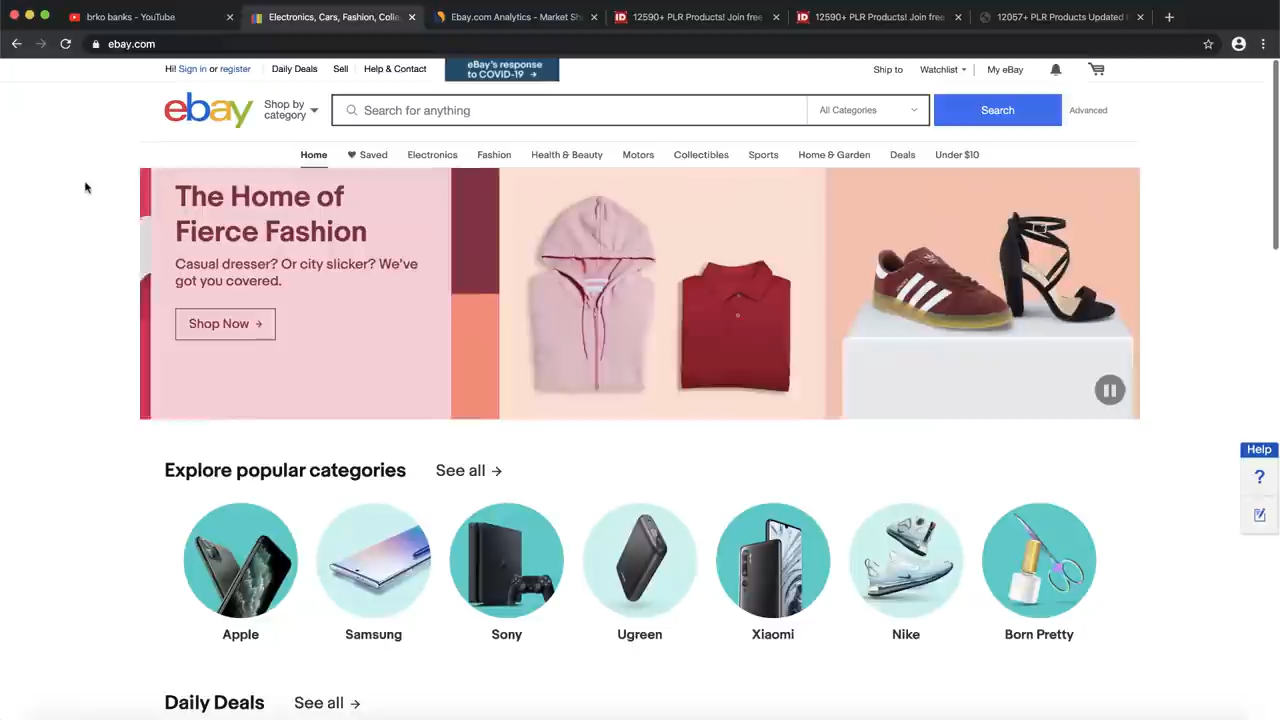 brko banks - YouTube
Electronics, Cars, Fashion, Colle
Ebay.com Analytics - Market Sh
12590+ PLR Products! Join free
12590+ PLR Products! Join free
12057+ PLR Products Updated
ebay.com
Hi! Sign in or register
Daily Deals
Sell
Help & Contact
eBay's response
to COVID-19 →
Ship to
Watchlist
My eBay
ebay
Shop by
category
Search for anything
All Categories
Search
Advanced
Home
Saved
Electronics
Fashion
Health & Beauty
Motors
Collectibles
Sports
Home & Garden
Deals
Under $10
The Home of
Fierce Fashion
Casual dresser? Or city slicker? We've
got you covered.
Shop Now →
Explore popular categories
See all →
Help
?
Apple
Samsung
Sony
Ugreen
Xiaomi
Nike
Born Pretty
Daily Deals
See all →